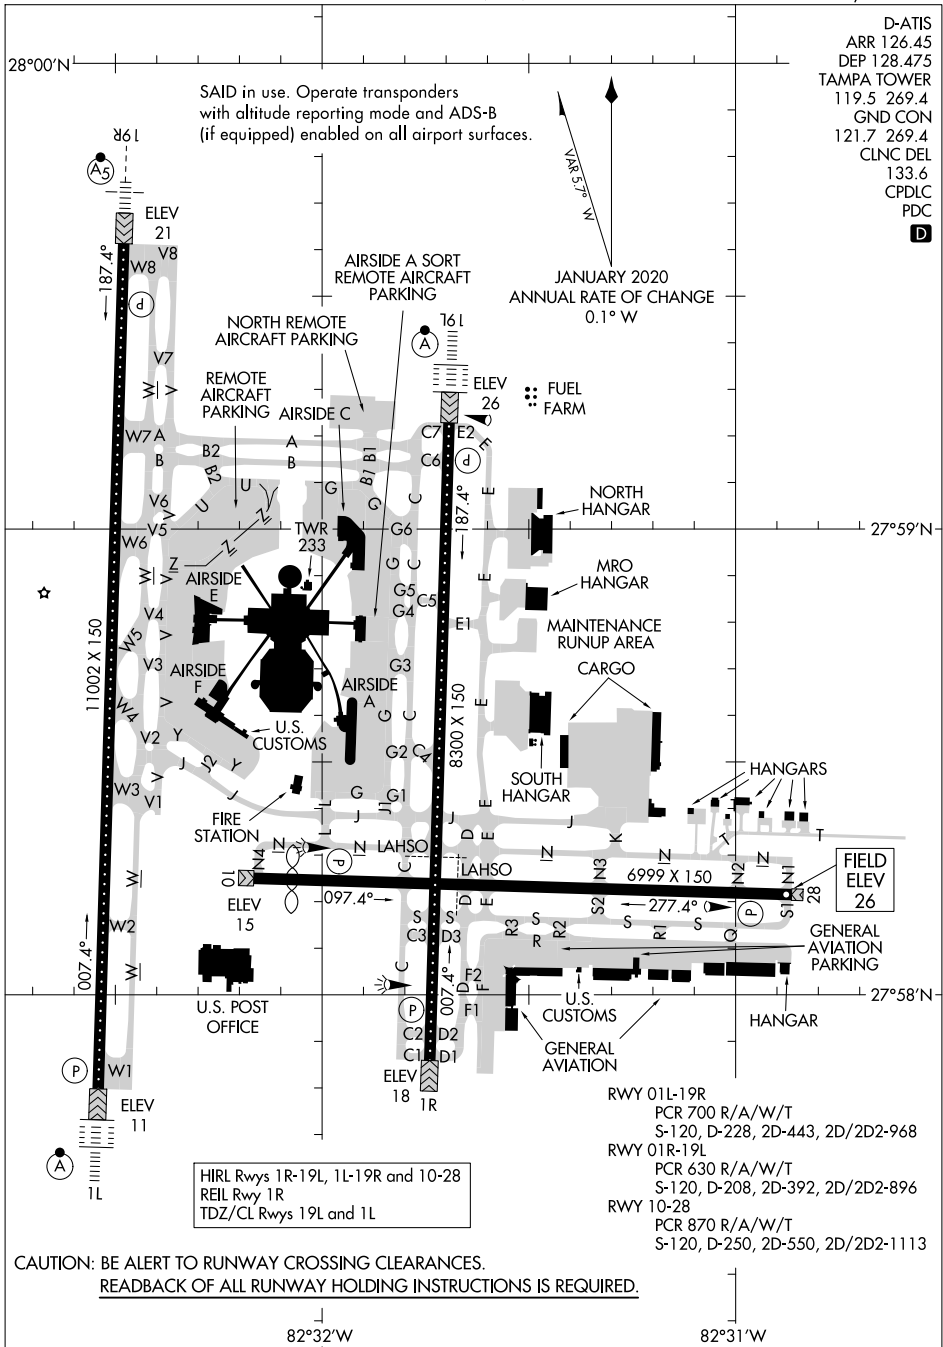 D-ATIS
ARR 126.45
DEP 128.475
TAMPA TOWER
119.5 269.4
GND CON
121.7 269.4
CLNC DEL
133.6
CPDLC
PDC
D
28°00'N
SAID in use. Operate transponders
with altitude reporting mode and ADS-B
(if equipped) enabled on all airport surfaces.
VAR 5.7° W
JANUARY 2020
ANNUAL RATE OF CHANGE
0.1° W
19R
A5
ELEV
21
187.4°
W8
V8
P
V7
W
V
AIRSIDE A SORT
REMOTE AIRCRAFT
PARKING
NORTH REMOTE
AIRCRAFT PARKING
REMOTE
AIRCRAFT
PARKING
AIRSIDE C
19L
A
ELEV
26
FUEL
FARM
W7
A
B
B2
B2
A
B
B1
B1
C7
E2
C6
P
E
187.4°
V6
V
V5
W6
U
U
G
G
C
E
G6
NORTH
HANGAR
27°59'N
Z
Z
Z
TWR
233
W
V
G
C
E
AIRSIDE
E
G5
C5
G4
MRO
HANGAR
V4
V
W5
E1
MAINTENANCE
RUNUP AREA
11002 X 150
V3
AIRSIDE
F
AIRSIDE
A
G3
CARGO
W4
V
V2
Y
J
J2
Y
J
U.S.
CUSTOMS
G
C
G2
C4
8300 X 150
E
SOUTH
HANGAR
HANGARS
W3
V
V1
FIRE
STATION
L
L
G
G1
J1
J
J
D
E
E
J
K
T
T
N4
N
N
LAHSO
LAHSO
N
N3
N
N2
N
N1
P
C
10
ELEV
15
097.4°
6999 X 150
277.4°
P
28
FIELD
ELEV
26
W
D
E
S
S
S
S2
S
S
S1
W2
C3
D3
R3
R
R2
R1
Q
007.4°
W
C
007.4°
D
F2
F
F1
GENERAL
AVIATION
PARKING
U.S. POST
OFFICE
U.S.
CUSTOMS
HANGAR
27°58'N
P
GENERAL
AVIATION
C2
D2
C1
D1
P
W1
ELEV
18
1R
ELEV
11
A
1L
RWY 01L-19R
PCR 700 R/A/W/T
S-120, D-228, 2D-443, 2D/2D2-968
RWY 01R-19L
PCR 630 R/A/W/T
S-120, D-208, 2D-392, 2D/2D2-896
RWY 10-28
PCR 870 R/A/W/T
S-120, D-250, 2D-550, 2D/2D2-1113
HIRL Rwys 1R-19L, 1L-19R and 10-28
REIL Rwy 1R
TDZ/CL Rwys 19L and 1L
CAUTION: BE ALERT TO RUNWAY CROSSING CLEARANCES.
READBACK OF ALL RUNWAY HOLDING INSTRUCTIONS IS REQUIRED.
82°32'W
82°31'W